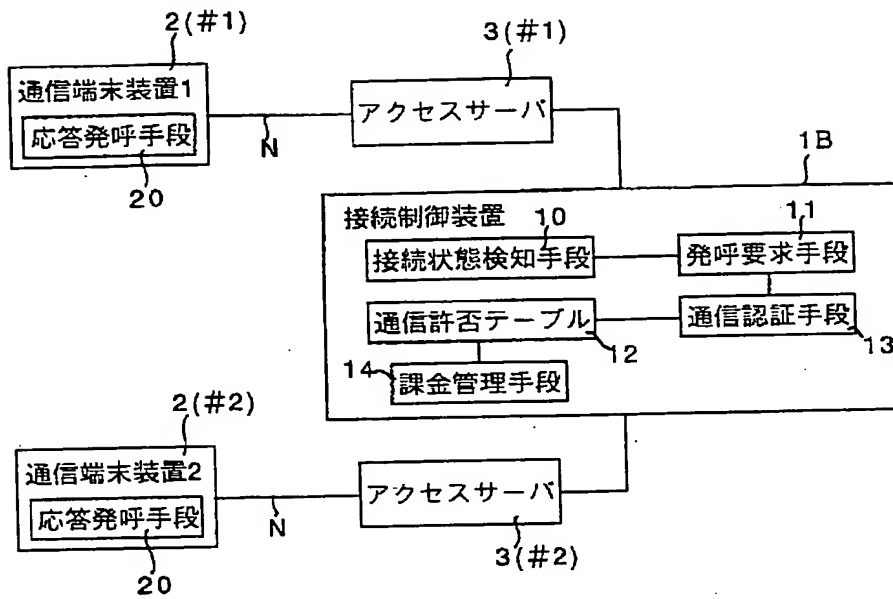 2(#1)
3(#1)
通信端末装置1
応答発呼手段
アクセスサーバ
N
20
1B
接続制御装置
10
11
接続状態検知手段
発呼要求手段
通信許否テーブル
通信認証手段
12
13
14
課金管理手段
2(#2)
通信端末装置2
応答発呼手段
アクセスサーバ
N
20
3(#2)